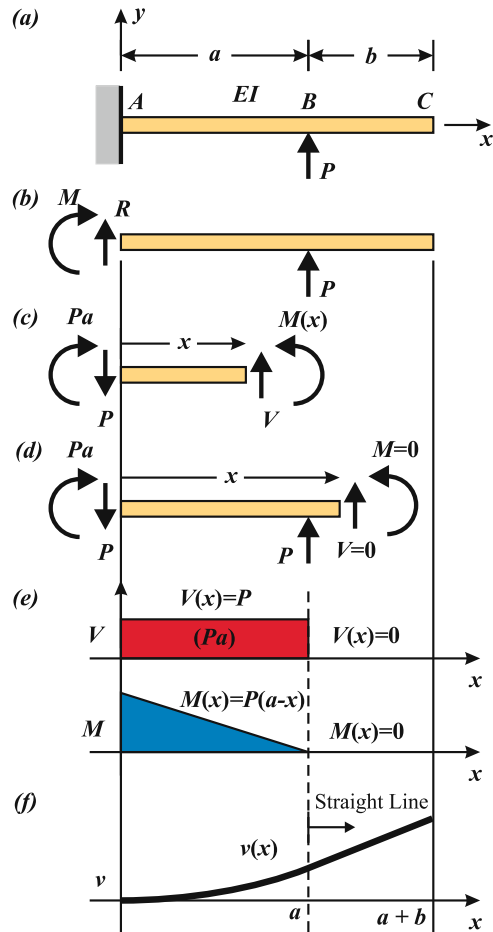 (a)
y
a
b
A
EI
B
C
x
P
(b)
M
R
P
(c)
Pa
x
M(x)
P
V
(d)
Pa
x
M=0
P
P
V=0
(e)
V(x)=P
V
(Pa)
V(x)=0
x
M(x)=P(a-x)
M
M(x)=0
x
(f)
Straight Line
v(x)
v
a
a + b
x